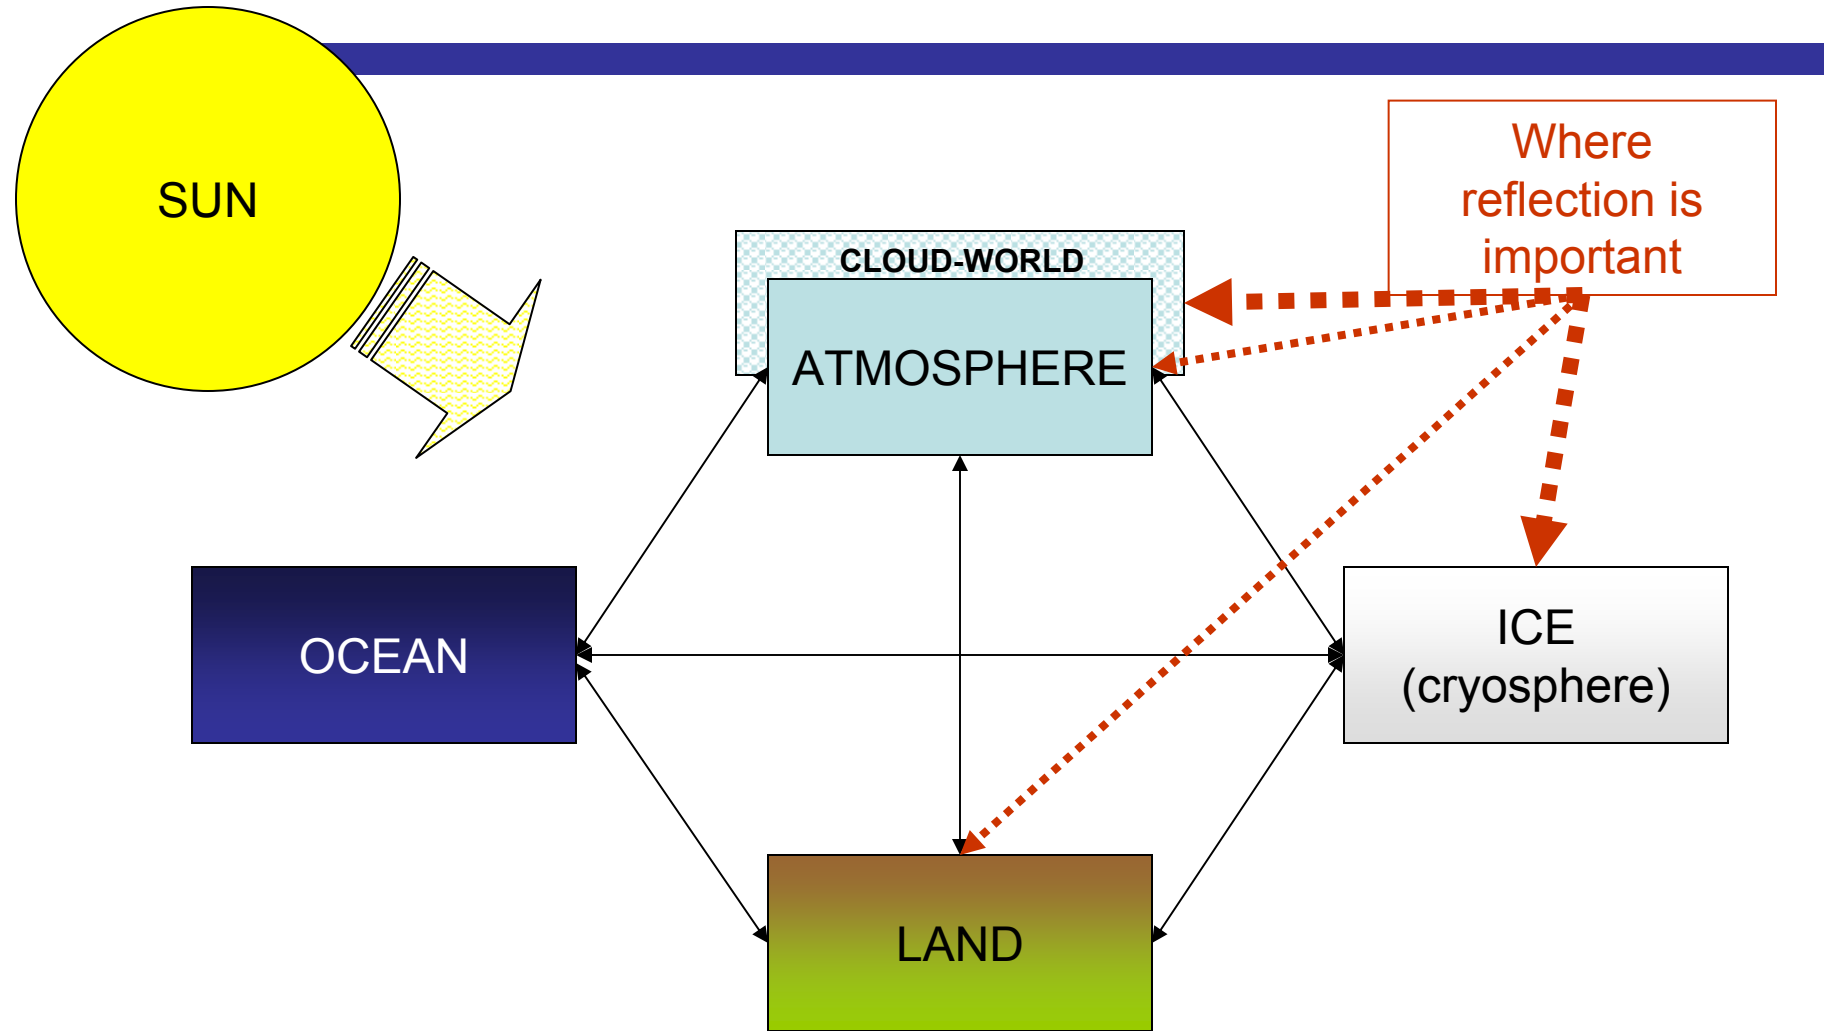 SUN
Where
reflection is
important
CLOUD-WORLD
ATMOSPHERE
OCEAN
ICE
(cryosphere)
LAND